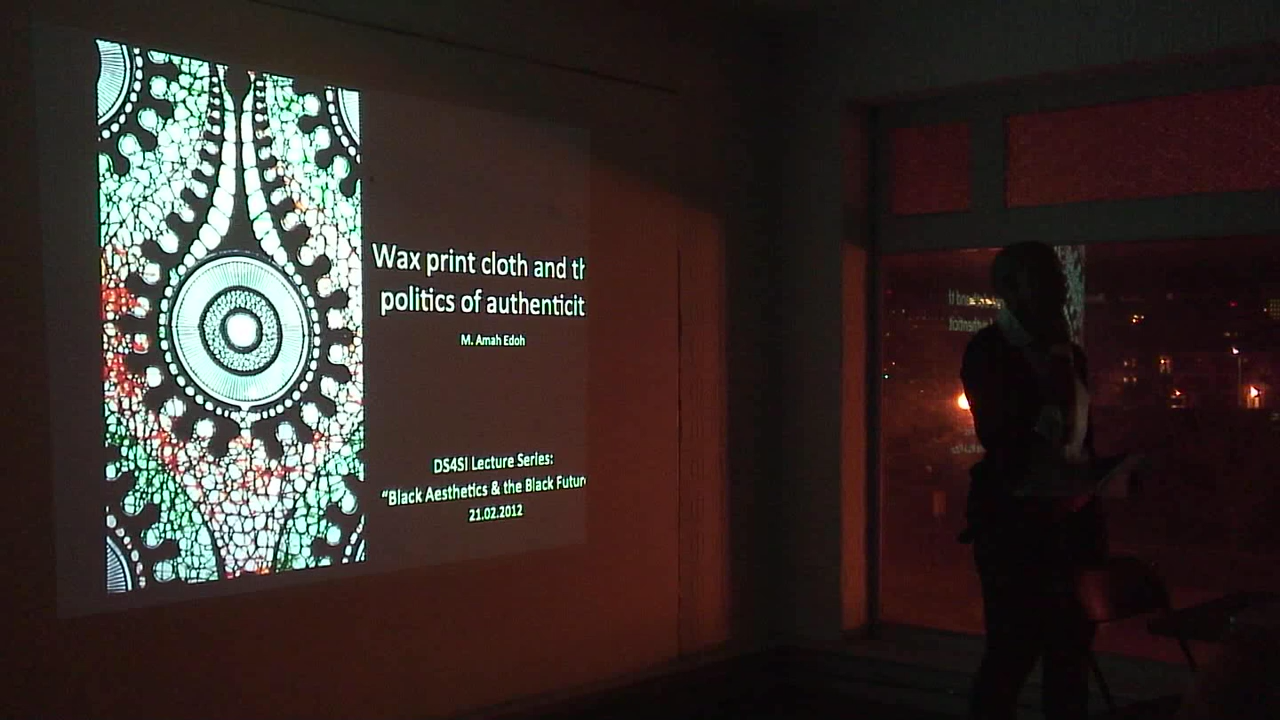 Wax print cloth and th
politics of authenticit
M. Amah Edoh
DS4SI Lecture Series:
“Black Aesthetics & the Black Futur
21.02.2012